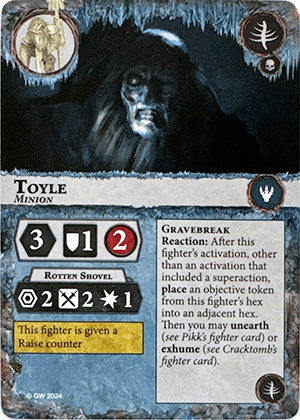 TOYLE
MINION
3 1 2
ROTTEN SHOVEL
2 2 1
This fighter is given a
Raise counter
GRAVEBREAK
Reaction: After this
fighter's activation, other
than an activation that
included a superaction,
place an objective token
from this fighter's hex
into an adjacent hex.
Then you may unearth
(see Pikk's fighter card) or
exhume (see Cracktomb's
fighter card).
© GW 2024